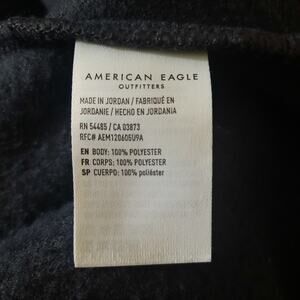 AMERICAN EAGLE
OUTFITTERS
MADE IN JORDAN / FABRIQUÉ EN
JORDANIE / HECHO EN JORDANIA
RN 54485 / CA 03873
RFC# AEM120605U9A
EN BODY: 100% POLYESTER
FR CORPS: 100% POLYESTER
SP CUERPO: 100% poliéster